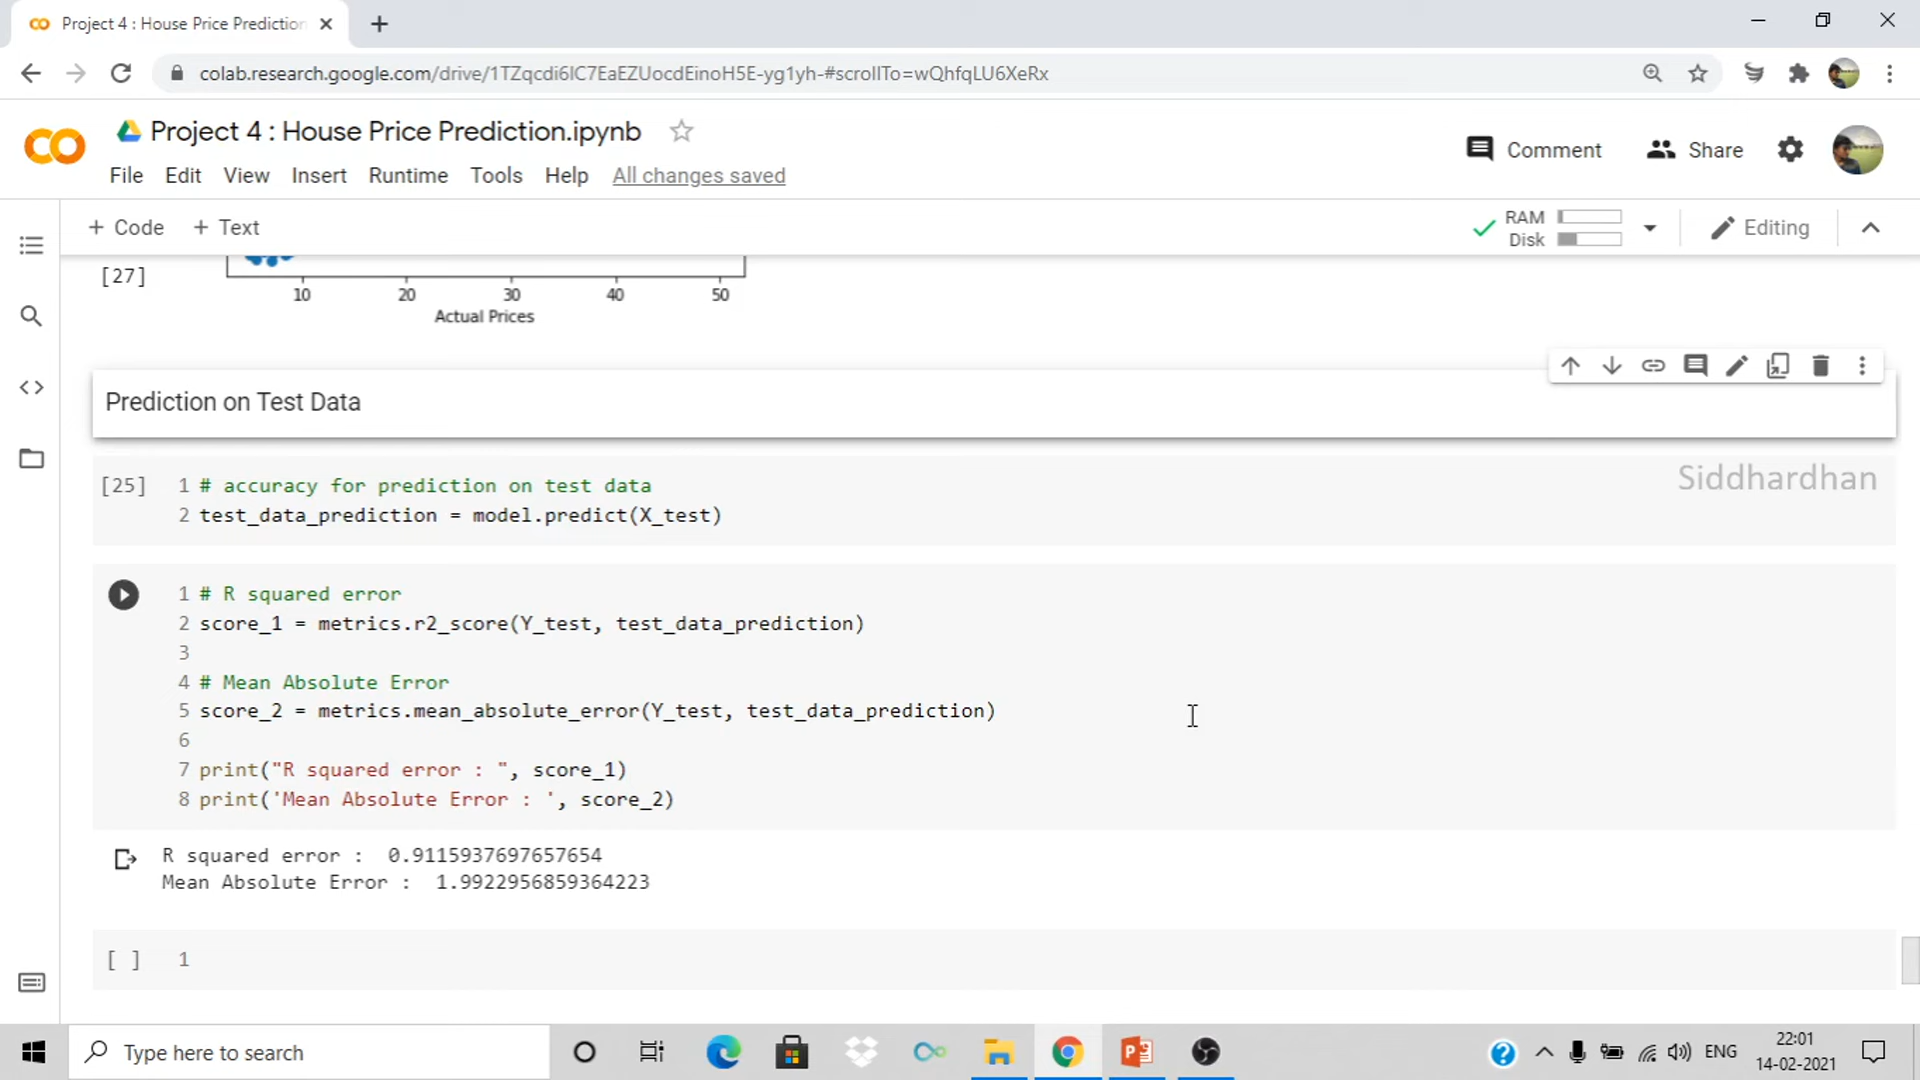 Project 4 : House Price Prediction
colab.research.google.com/drive/1TZqcdi6IC7EaEZUocdEinoH5E-yg1yh-#scrollTo=wQhfqLU6XeRx
Project 4 : House Price Prediction.ipynb
Comment
Share
File Edit View Insert Runtime Tools Help All changes saved
+ Code + Text
RAM
Disk
Editing
[27]
10 20 30 40 50
Actual Prices
Prediction on Test Data
Siddhardhan
[25] 1 # accuracy for prediction on test data
2 test_data_prediction = model.predict(X_test)
1 # R squared error
2 score_1 = metrics.r2_score(Y_test, test_data_prediction)
3
4 # Mean Absolute Error
5 score_2 = metrics.mean_absolute_error(Y_test, test_data_prediction)
6
7 print("R squared error : ", score_1)
8 print('Mean Absolute Error : ', score_2)
R squared error :  0.9115937697657654
Mean Absolute Error :  1.9922956859364223
[ ] 1
Type here to search
ENG
22:01
14-02-2021